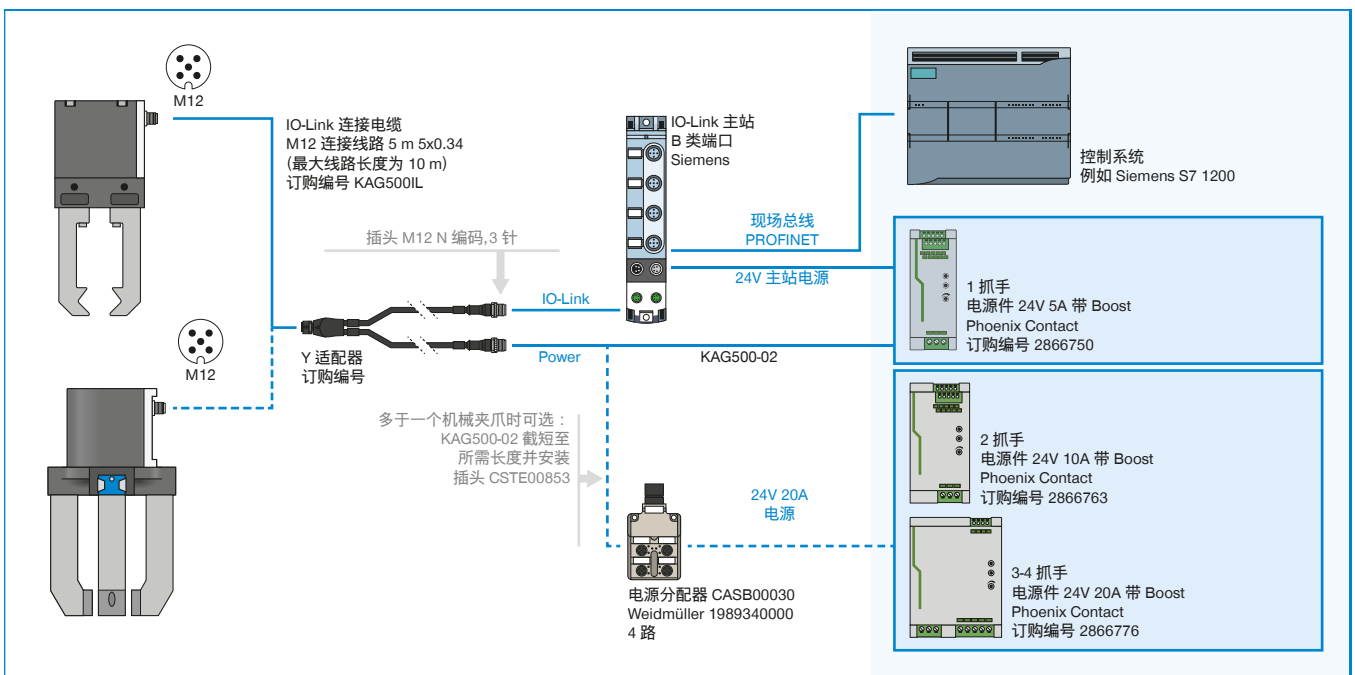 M12
IO-Link 连接电缆
M12 连接线路 5 m 5x0.34
(最大线路长度为 10 m)
订购编号 KAG500IL
IO-Link 主站
B 类端口
Siemens
控制系统
例如 Siemens S7 1200
插头 M12 N 编码,3 针
现场总线
PROFINET
24V 主站电源
IO-Link
Power
KAG500-02
1 抓手
电源件 24V 5A 带 Boost
Phoenix Contact
订购编号 2866750
M12
Y 适配器
订购编号
多于一个机械夹爪时可选：
KAG500-02 截短至
所需长度并安装
插头 CSTE00853
24V 20A
电源
2 抓手
电源件 24V 10A 带 Boost
Phoenix Contact
订购编号 2866763
电源分配器 CASB00030
Weidmüller 1989340000
4 路
3-4 抓手
电源件 24V 20A 带 Boost
Phoenix Contact
订购编号 2866776